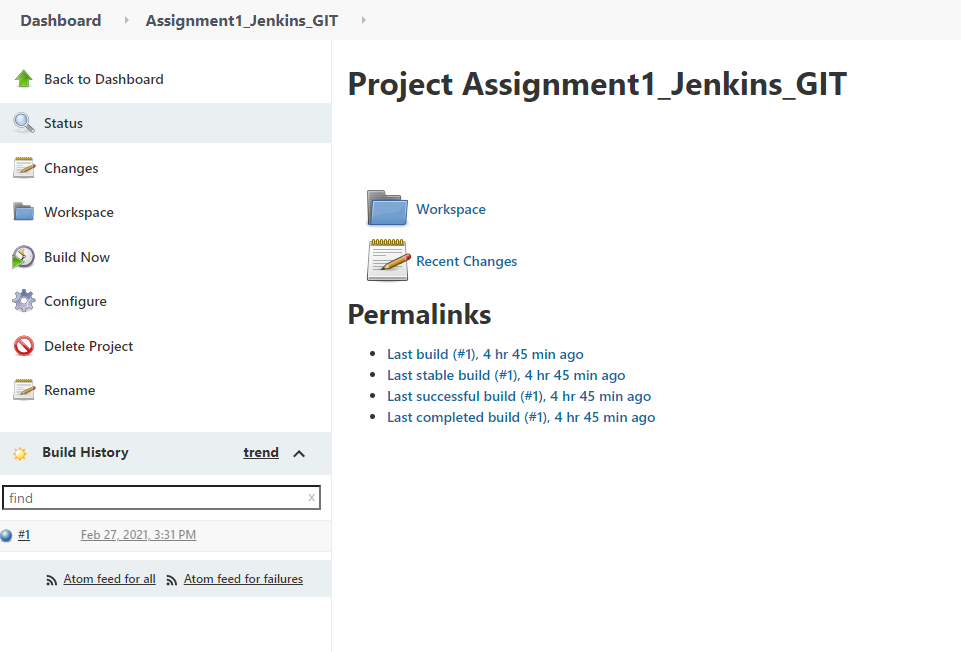 Dashboard
Assignment1_Jenkins_GIT
Back to Dashboard
Status
Changes
Workspace
Build Now
Configure
Delete Project
Rename
Build History
trend
find
x
#1
Feb 27, 2021, 3:31 PM
Atom feed for all
Atom feed for failures
Project Assignment1_Jenkins_GIT
Workspace
Recent Changes
Permalinks
Last build (#1), 4 hr 45 min ago
Last stable build (#1), 4 hr 45 min ago
Last successful build (#1), 4 hr 45 min ago
Last completed build (#1), 4 hr 45 min ago